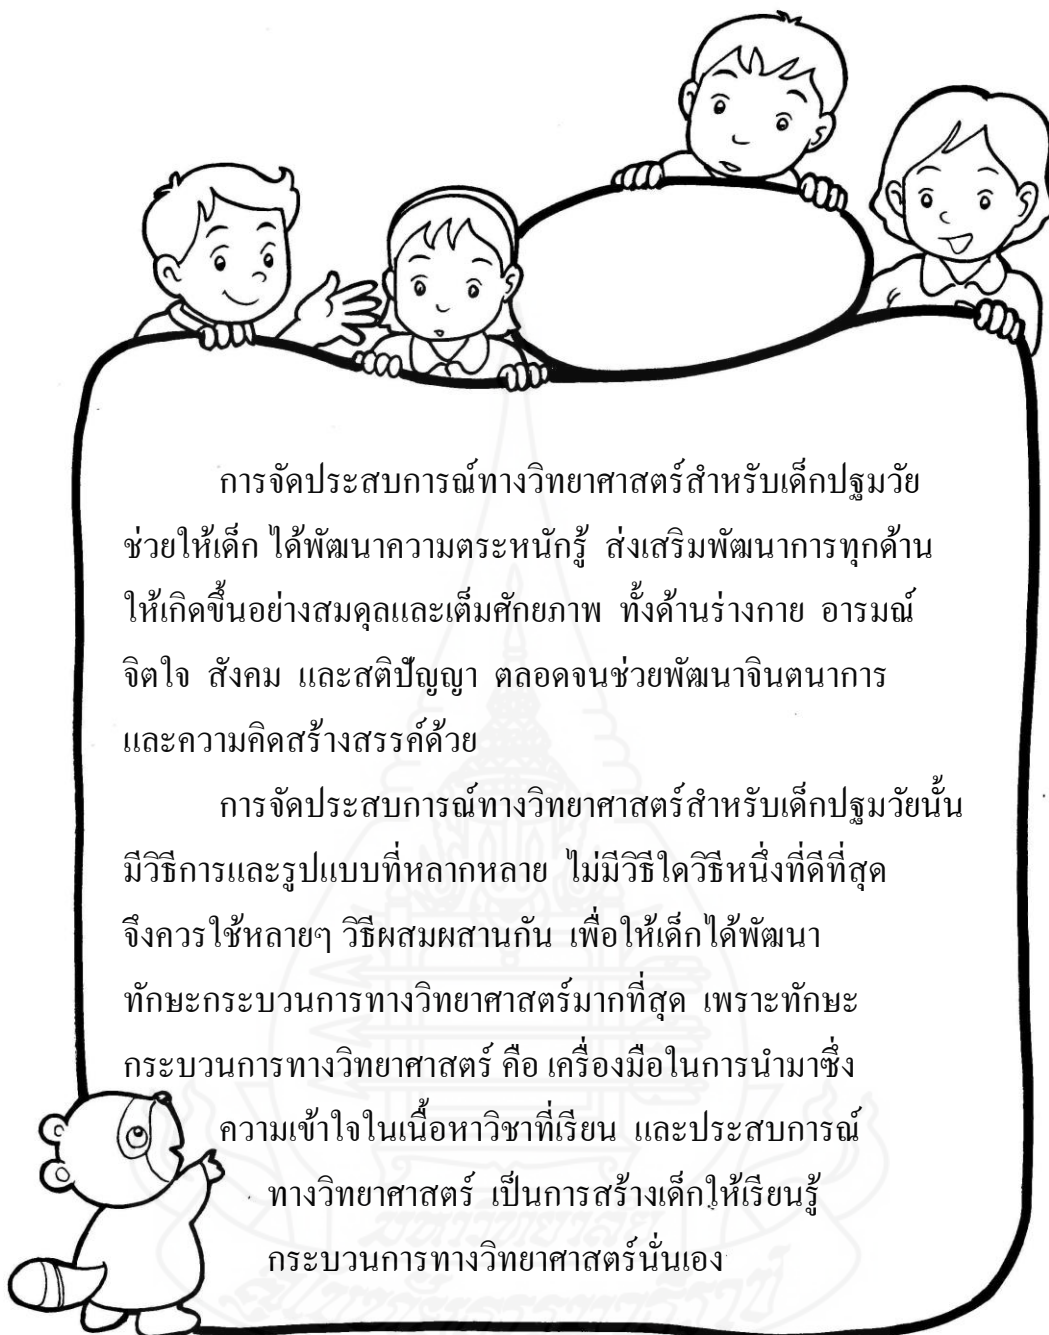 การจัดประสบการณ์ทางวิทยาศาสตร์สำหรับเด็กปฐมวัย
ช่วยให้เด็ก ได้พัฒนาความตระหนักรู้ ส่งเสริมพัฒนาการทุกด้าน
ให้เกิดขึ้นอย่างสมดุลและเต็มศักยภาพ ทั้งด้านร่างกาย อารมณ์
จิตใจ สังคม และสติปัญญา ตลอดจนช่วยพัฒนาจินตนาการ
และความคิดสร้างสรรค์ด้วย
การจัดประสบการณ์ทางวิทยาศาสตร์สำหรับเด็กปฐมวัยนั้น
มีวิธีการและรูปแบบที่หลากหลาย ไม่มีวิธีใดวิธีหนึ่งที่ดีที่สุด
จึงควรใช้หลายๆ วิธีผสมผสานกัน เพื่อให้เด็กได้พัฒนา
ทักษะกระบวนการทางวิทยาศาสตร์มากที่สุด เพราะทักษะ
กระบวนการทางวิทยาศาสตร์ คือ เครื่องมือในการนำมาซึ่ง
ความเข้าใจในเนื้อหาวิชาที่เรียน และประสบการณ์
ทางวิทยาศาสตร์ เป็นการสร้างเด็กให้เรียนรู้
กระบวนการทางวิทยาศาสตร์นั่นเอง
มหาวิทยาลัย
สุโขทัยธรรมาธิราช